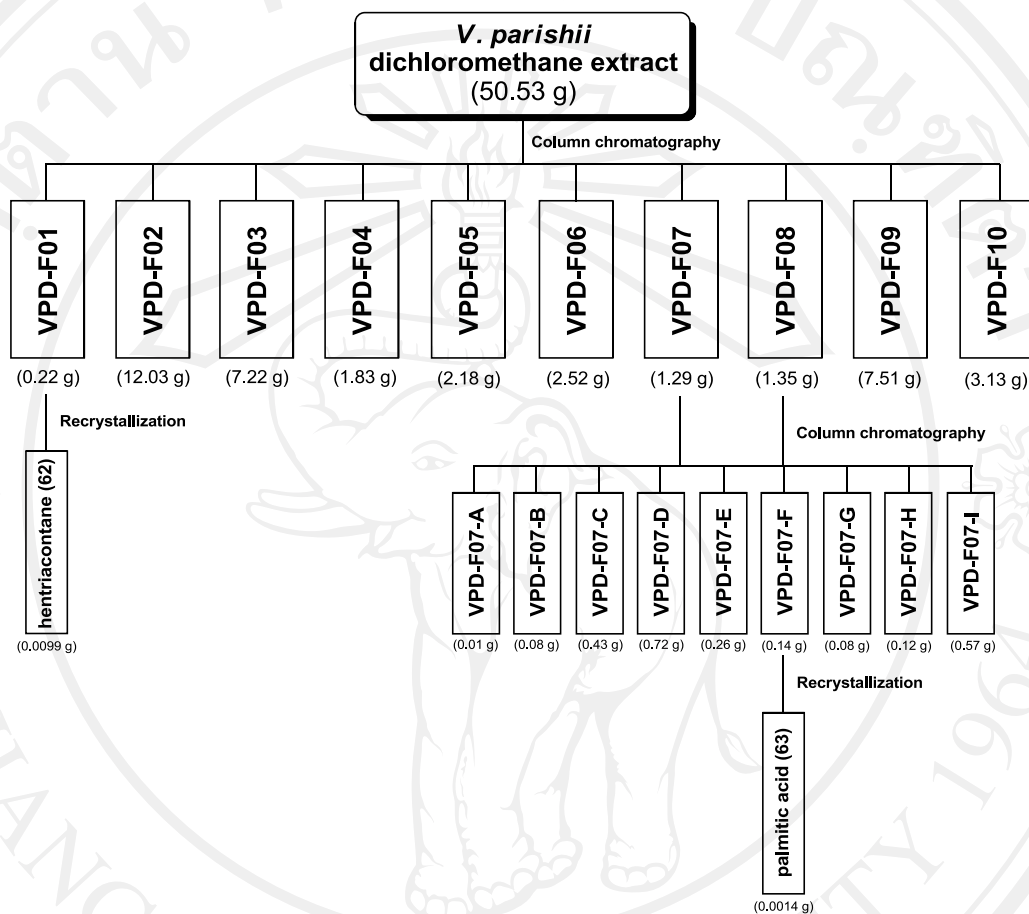 V. parishii
dichloromethane extract
(50.53 g)
Column chromatography
VPD-F01
VPD-F02
VPD-F03
VPD-F04
VPD-F05
VPD-F06
VPD-F07
VPD-F08
VPD-F09
VPD-F10
(0.22 g)
(12.03 g)
(7.22 g)
(1.83 g)
(2.18 g)
(2.52 g)
(1.29 g)
(1.35 g)
(7.51 g)
(3.13 g)
Recrystallization
Column chromatography
hentriacontane (62)
(0.0099 g)
VPD-F07-A
VPD-F07-B
VPD-F07-C
VPD-F07-D
VPD-F07-E
VPD-F07-F
VPD-F07-G
VPD-F07-H
VPD-F07-I
(0.01 g)
(0.08 g)
(0.43 g)
(0.72 g)
(0.26 g)
(0.14 g)
(0.08 g)
(0.12 g)
(0.57 g)
Recrystallization
palmitic acid (63)
(0.0014 g)
TY 1964